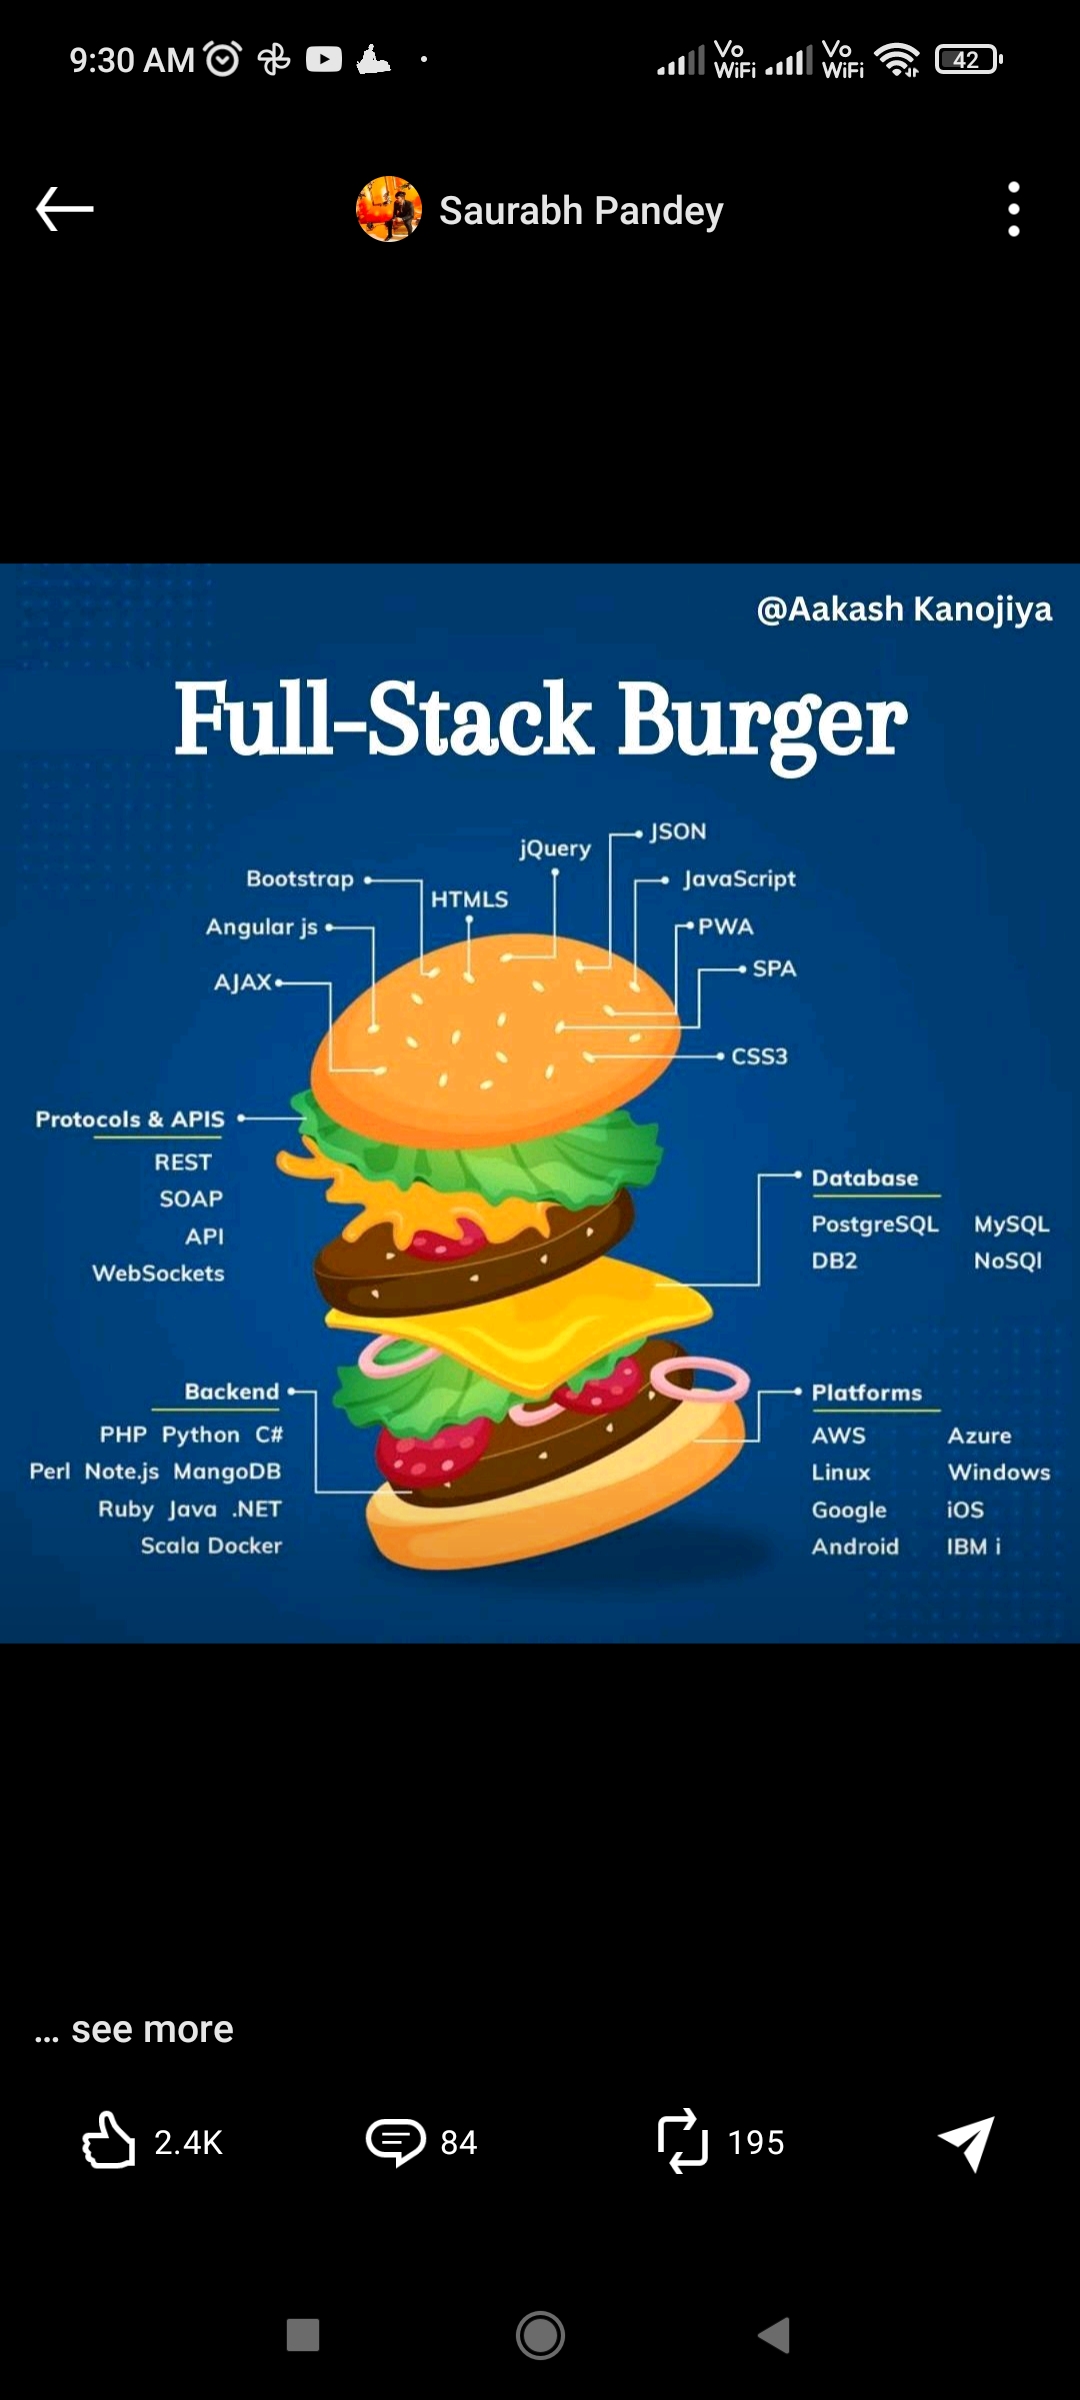 9:30 AM
Vo WiFi Vo WiFi 42
Saurabh Pandey
@Aakash Kanojiya
Full-Stack Burger
JSON
jQuery
Bootstrap
JavaScript
HTMLS
Angular js
PWA
SPA
AJAX
CSS3
Protocols & APIS
REST
SOAP
API
WebSockets
Database
PostgreSQL MySQL
DB2 NoSQl
Backend
PHP Python C#
Perl Note.js MangoDB
Ruby Java .NET
Scala Docker
Platforms
AWS Azure
Linux Windows
Google iOS
Android IBM i
... see more
2.4K 84 195